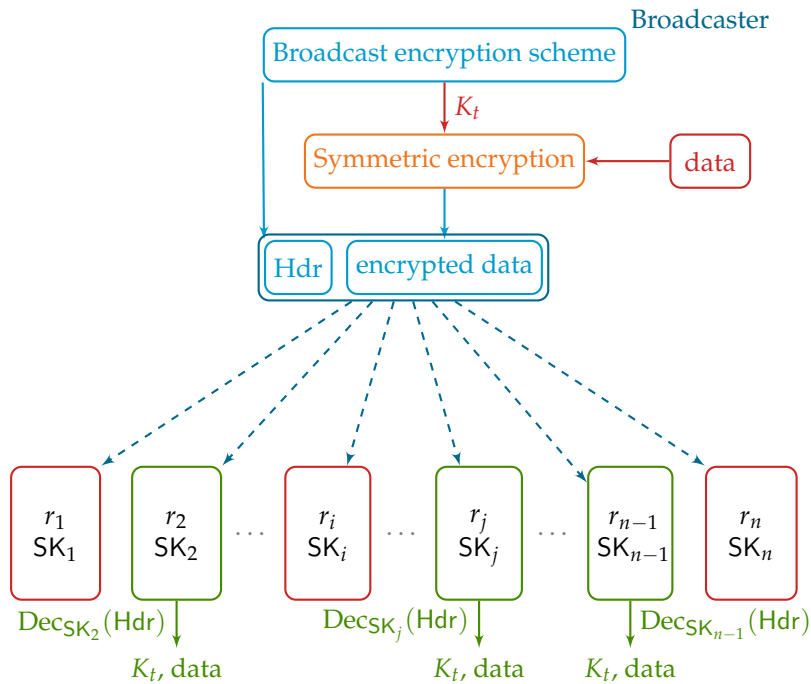 Broadcaster
Broadcast encryption scheme
K_t
Symmetric encryption
data
Hdr
encrypted data
r_1 r_2 r_i r_j r_{n−1} r_n
SK_1 SK_2 ··· SK_i ··· SK_j ··· SK_{n−1} SK_n
Dec_{SK_2}(Hdr) Dec_{SK_j}(Hdr) Dec_{SK_{n−1}}(Hdr)
K_t, data K_t, data K_t, data